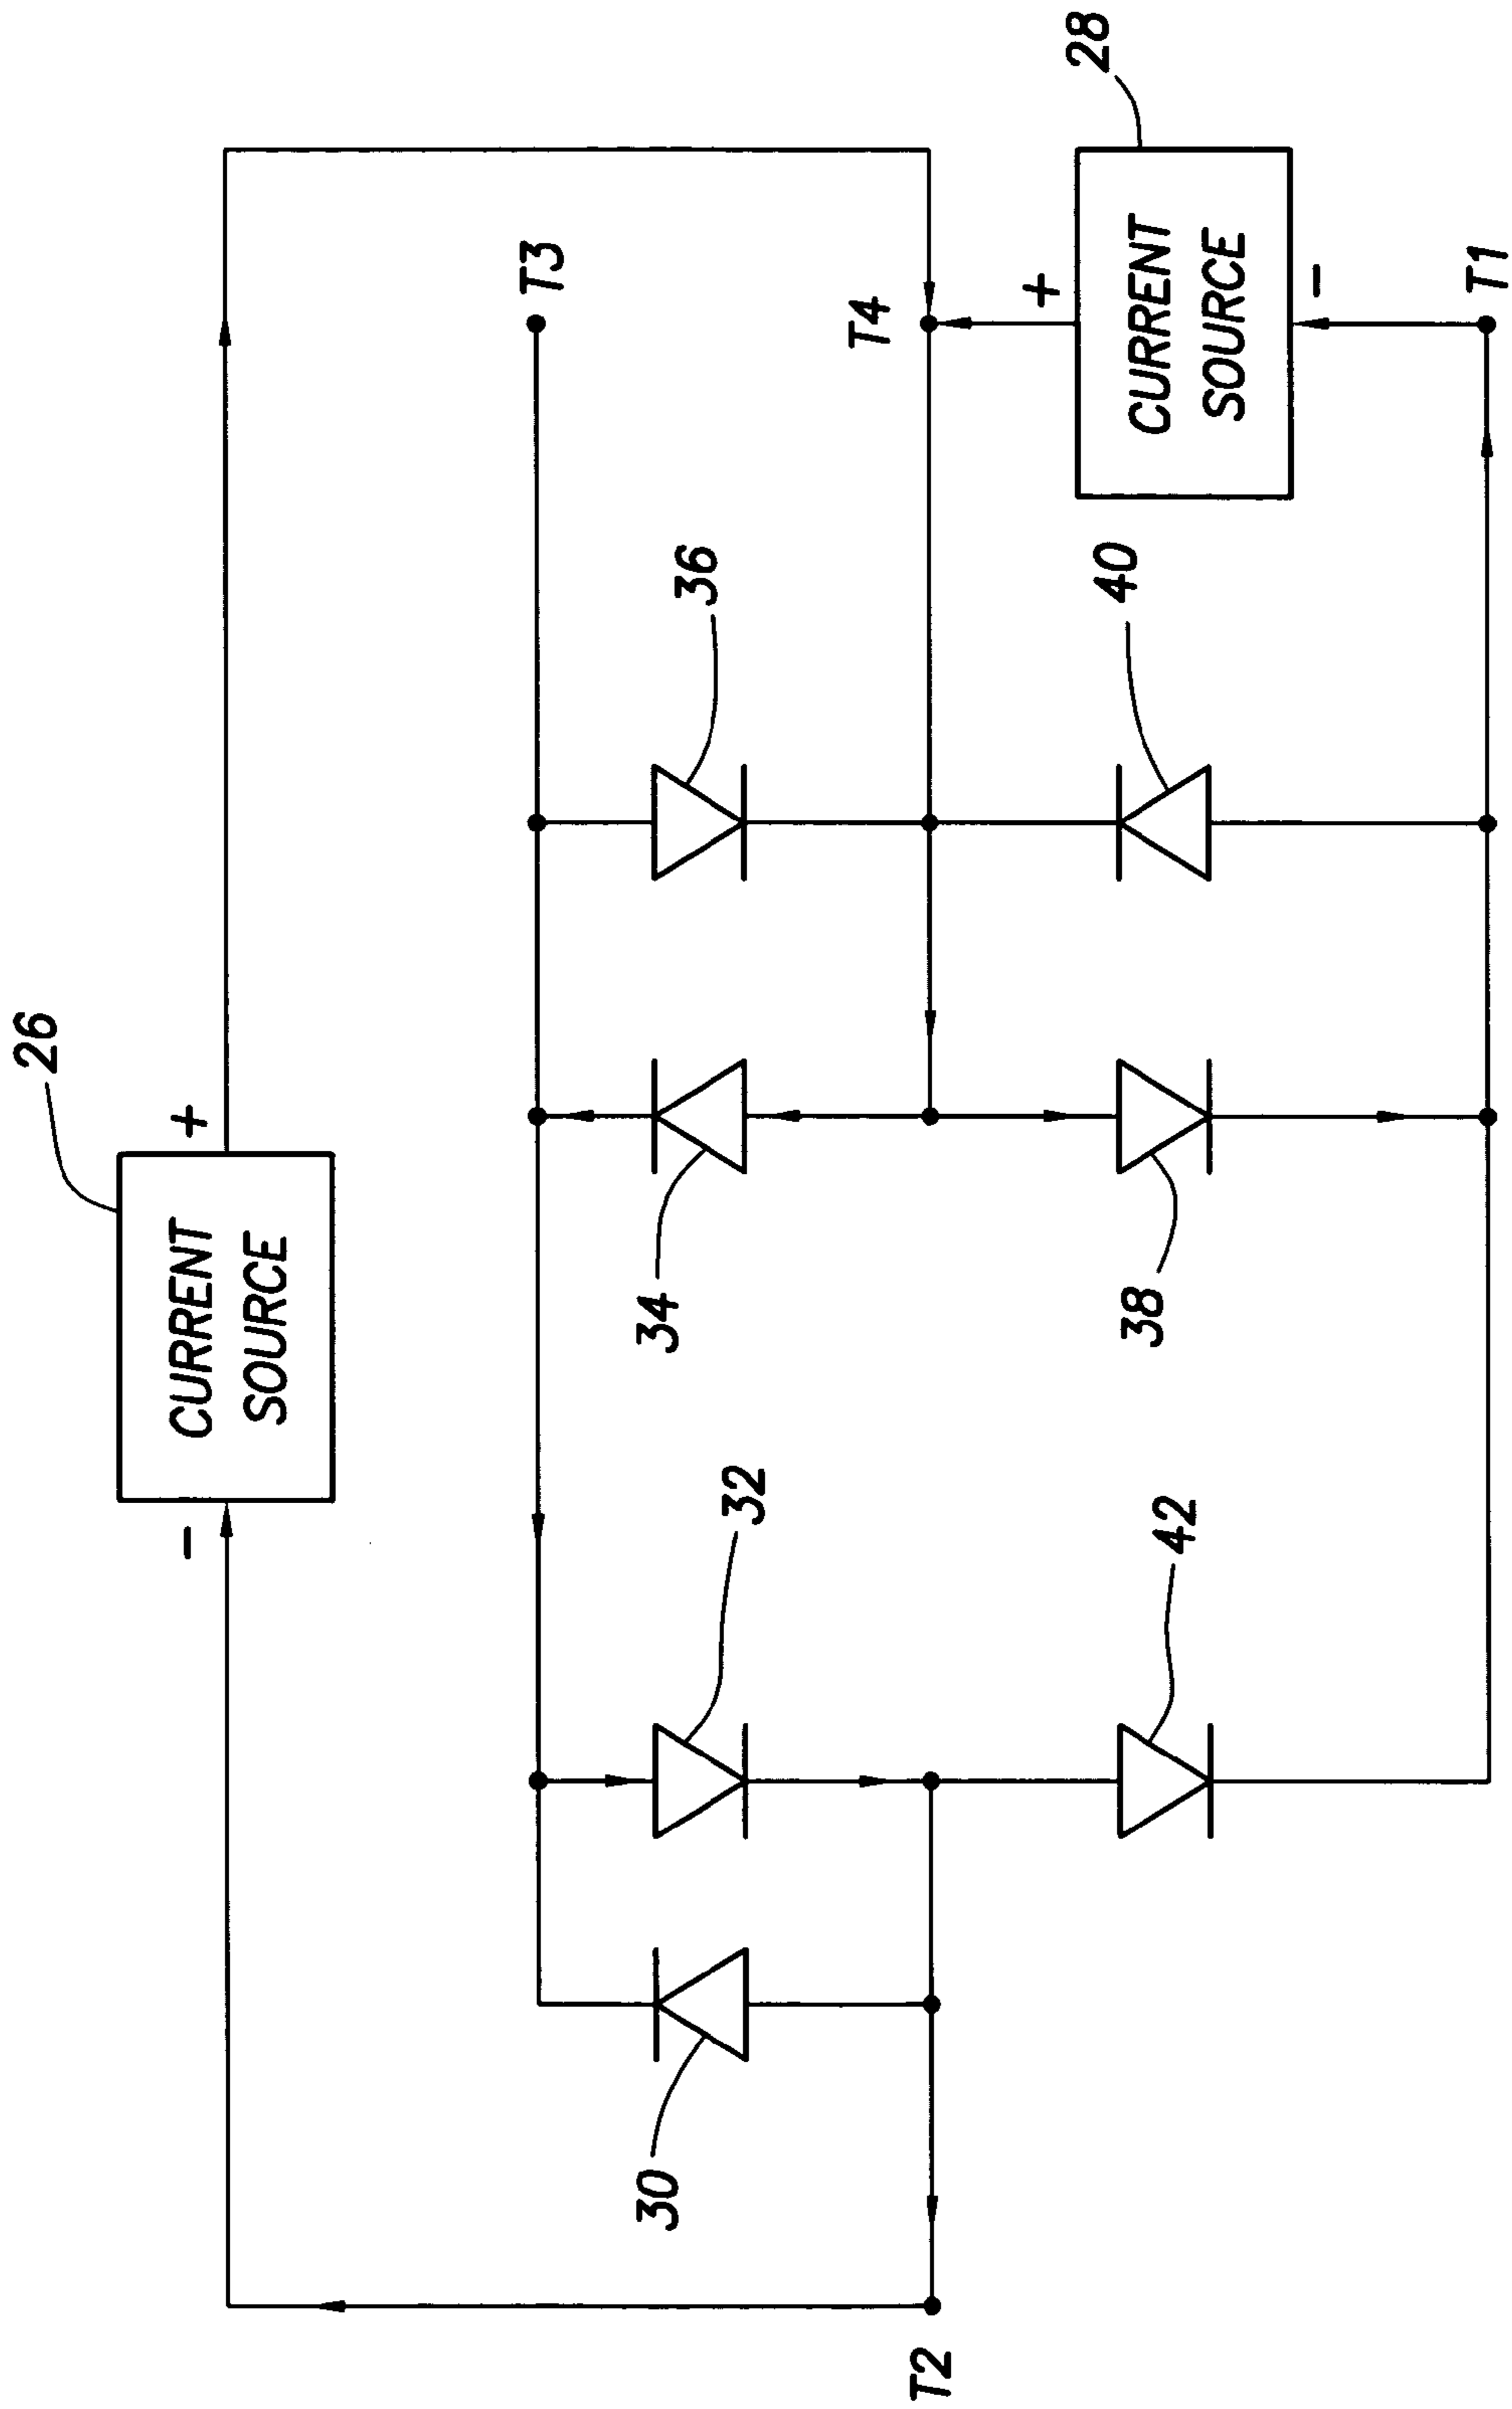 26
- +
CURRENT
SOURCE
T3
30
34
36
32
T4
T2
+
28
40
38
42
CURRENT
SOURCE
-
T1